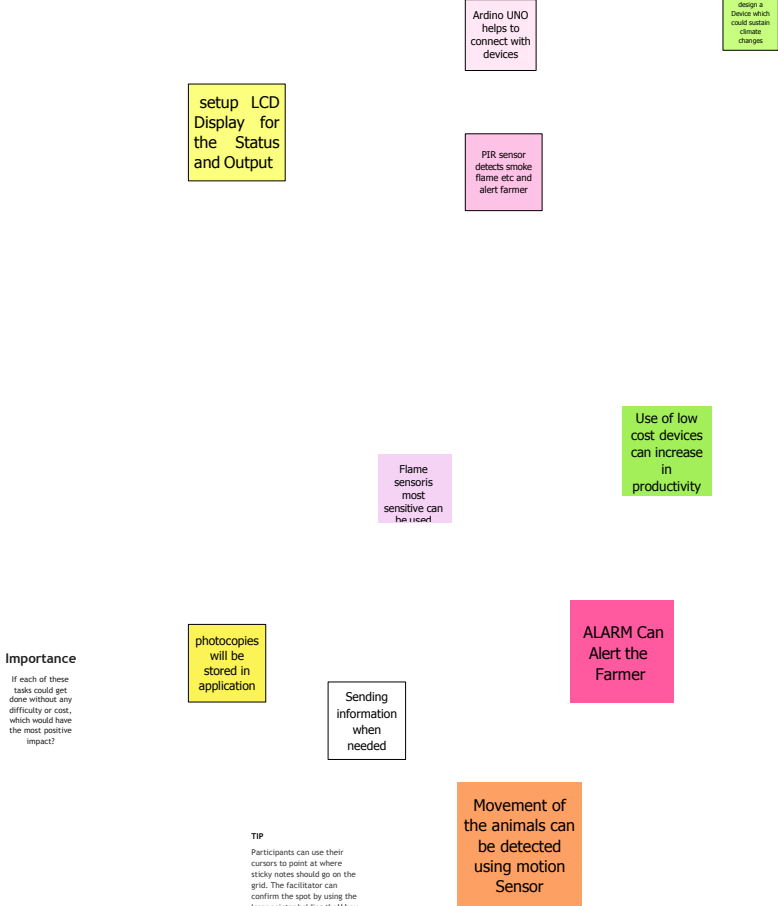 design a
Device which
could sustain
climate
changes
Ardino UNO
helps to
connect with
devices
setup LCD
Display for
the Status
and Output
PIR sensor
detects smoke
flame etc and
alert farmer
Use of low
cost devices
can increase
in
productivity
Flame
sensoris
most
sensitive can
be used
ALARM Can
Alert the
Farmer
photocopies
will be
stored in
application
Importance
If each of these
tasks could get
done without any
difficulty or cost,
which would have
the most positive
impact?
Sending
information
when
needed
Movement of
the animals can
be detected
using motion
Sensor
TIP
Participants can use their
cursors to point at where
sticky notes should go on the
grid. The facilitator can
confirm the spot by using the